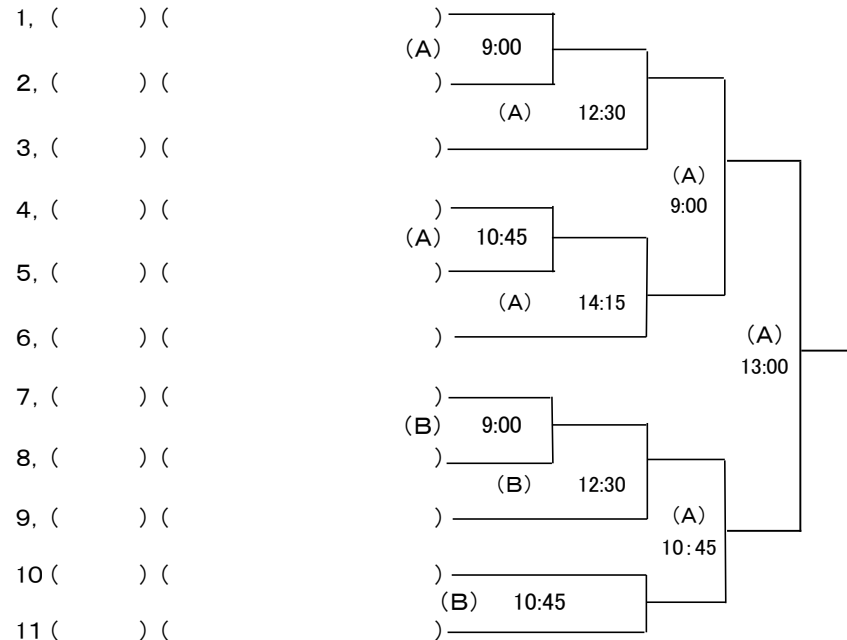 1, (　　　) (　　　　　　　　)
(A) 9:00
2, (　　　) (　　　　　　　　)
(A) 12:30
3, (　　　) (　　　　　　　　)
(A)
9:00
4, (　　　) (　　　　　　　　)
(A) 10:45
5, (　　　) (　　　　　　　　)
(A) 14:15
6, (　　　) (　　　　　　　　)
(A)
13:00
7, (　　　) (　　　　　　　　)
(B) 9:00
8, (　　　) (　　　　　　　　)
(B) 12:30
9, (　　　) (　　　　　　　　)
(A)
10:45
10 (　　　) (　　　　　　　　)
(B) 10:45
11 (　　　) (　　　　　　　　)